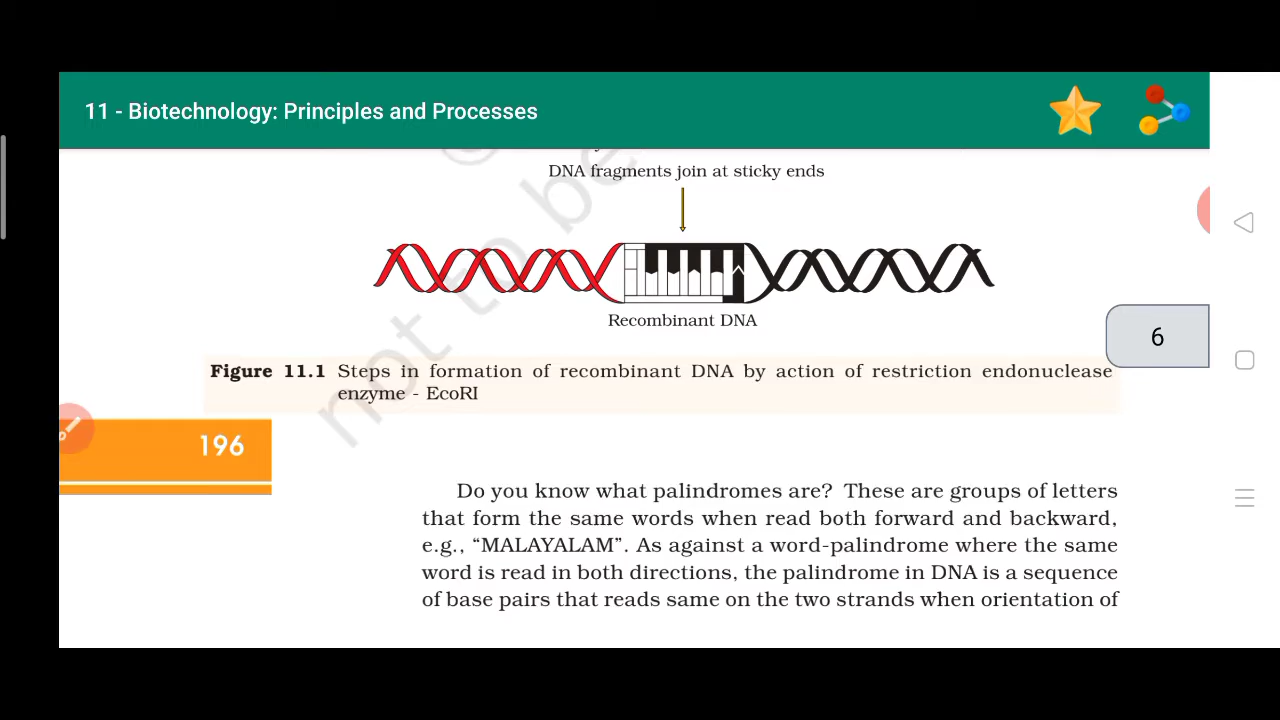 11 - Biotechnology: Principles and Processes
DNA fragments join at sticky ends
Recombinant DNA
6
Figure 11.1 Steps in formation of recombinant DNA by action of restriction endonuclease
enzyme - EcoRI
not to be
196
Do you know what palindromes are? These are groups of letters
that form the same words when read both forward and backward,
e.g., “MALAYALAM”. As against a word-palindrome where the same
word is read in both directions, the palindrome in DNA is a sequence
of base pairs that reads same on the two strands when orientation of